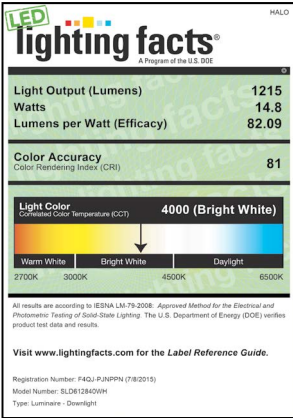 HALO
LED
lighting facts®
A Program of the U.S. DOE
Light Output (Lumens) 1215
Watts 14.8
Lumens per Watt (Efficacy) 82.09
Color Accuracy
Color Rendering Index (CRI) 81
Light Color
Correlated Color Temperature (CCT) 4000 (Bright White)
Warm White Bright White Daylight
2700K 3000K 4500K 6500K
All results are according to IESNA LM-79-2008: Approved Method for the Electrical and
Photometric Testing of Solid-State Lighting. The U.S. Department of Energy (DOE) verifies
product test data and results.
Visit www.lightingfacts.com for the Label Reference Guide.
Registration Number: F4QJ-PJNPPN (7/8/2015)
Model Number: SLD612840WH
Type: Luminaire - Downlight